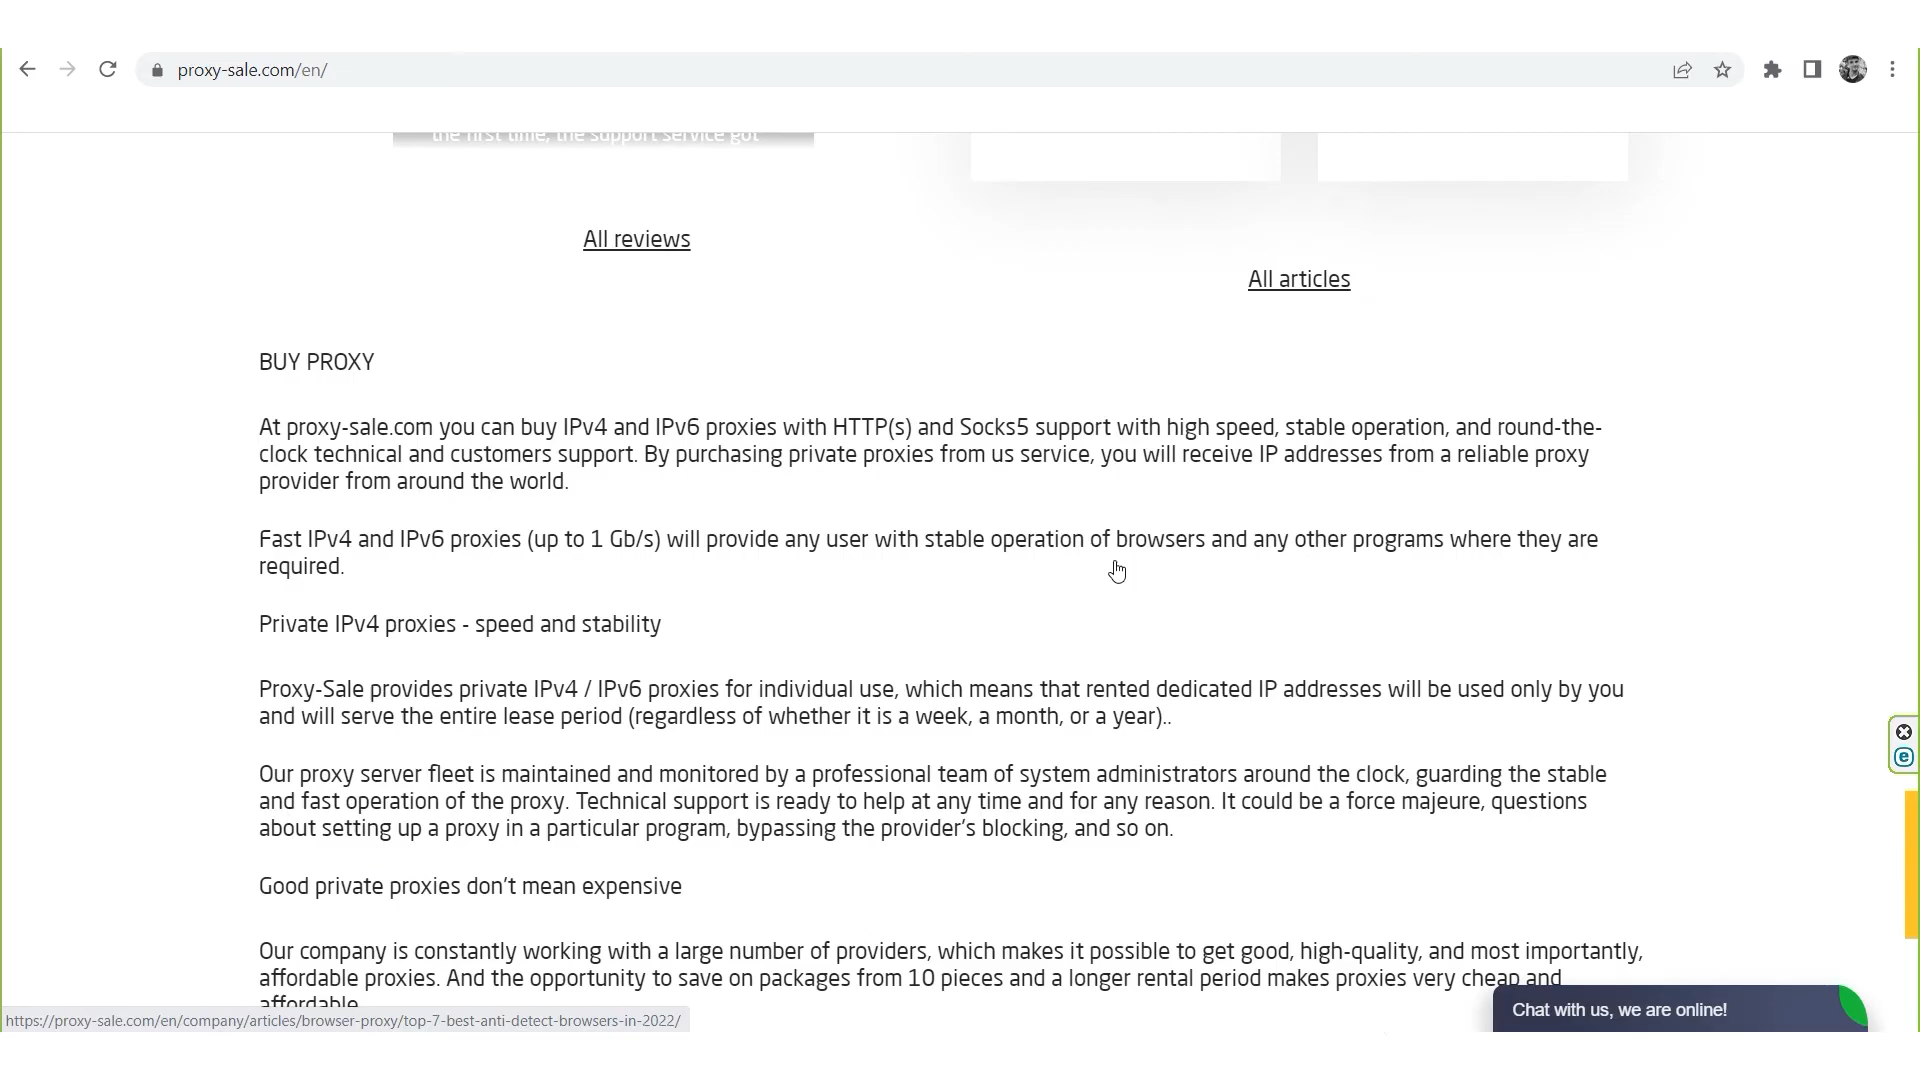 proxy-sale.com/en/
the first time, the support service got
All reviews
All articles
BUY PROXY
At proxy-sale.com you can buy IPv4 and IPv6 proxies with HTTP(s) and Socks5 support with high speed, stable operation, and round-the-
clock technical and customers support. By purchasing private proxies from us service, you will receive IP addresses from a reliable proxy
provider from around the world.
Fast IPv4 and IPv6 proxies (up to 1 Gb/s) will provide any user with stable operation of browsers and any other programs where they are
required.
Private IPv4 proxies - speed and stability
Proxy-Sale provides private IPv4 / IPv6 proxies for individual use, which means that rented dedicated IP addresses will be used only by you
and will serve the entire lease period (regardless of whether it is a week, a month, or a year)..
Our proxy server fleet is maintained and monitored by a professional team of system administrators around the clock, guarding the stable
and fast operation of the proxy. Technical support is ready to help at any time and for any reason. It could be a force majeure, questions
about setting up a proxy in a particular program, bypassing the provider's blocking, and so on.
Good private proxies don't mean expensive
Our company is constantly working with a large number of providers, which makes it possible to get good, high-quality, and most importantly,
affordable proxies. And the opportunity to save on packages from 10 pieces and a longer rental period makes proxies very cheap and
affordable
https://proxy-sale.com/en/company/articles/browser-proxy/top-7-best-anti-detect-browsers-in-2022/
Chat with us, we are online!